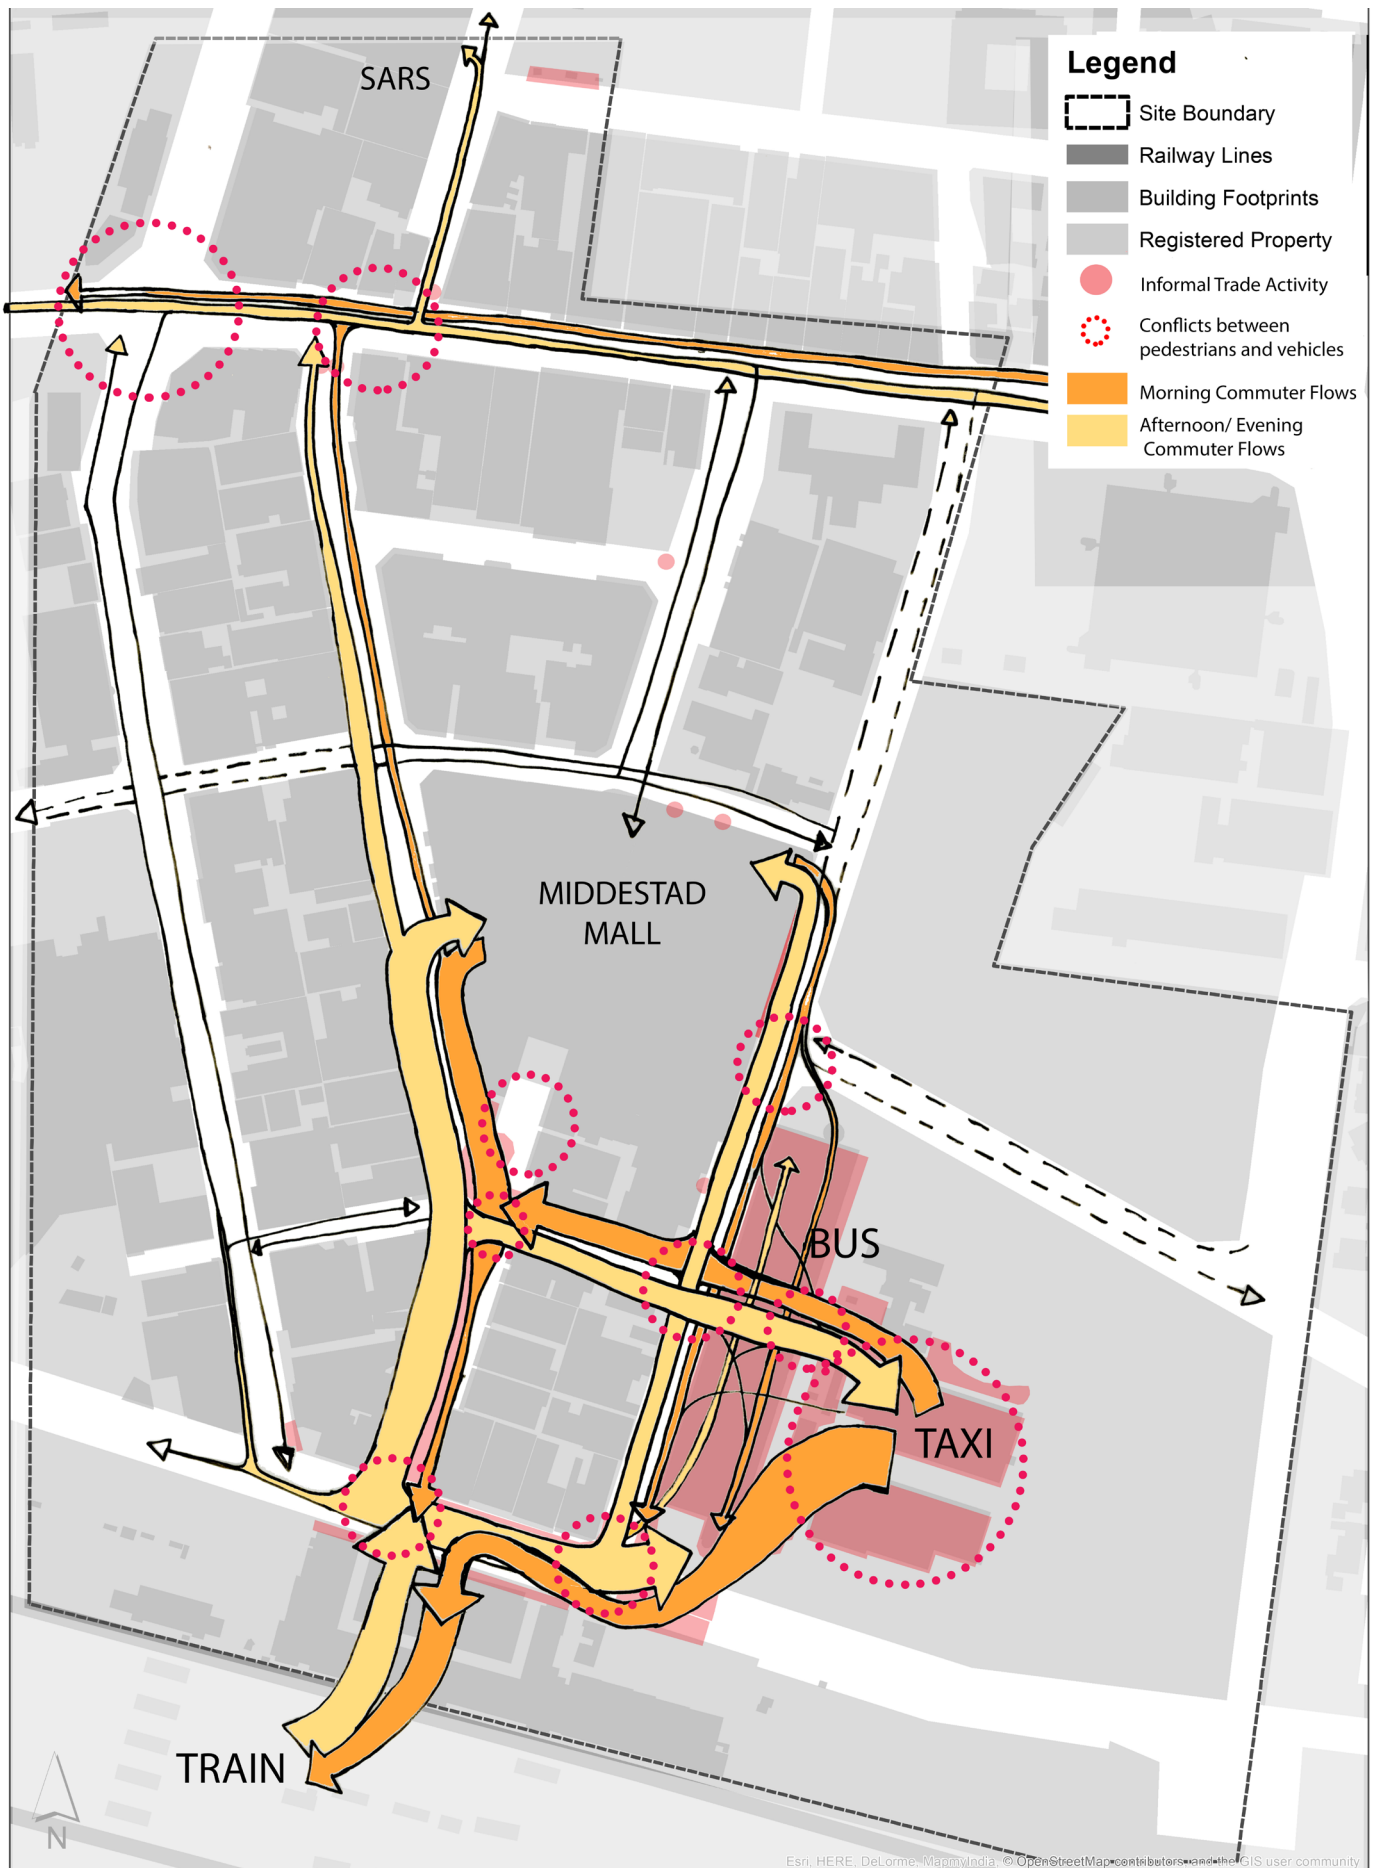 SARS
Legend
Site Boundary
Railway Lines
Building Footprints
Registered Property
Informal Trade Activity
Conflicts between
pedestrians and vehicles
Morning Commuter Flows
Afternoon/ Evening
Commuter Flows
MIDDESTAD
MALL
BUS
TAXI
TRAIN
N
Esri, HERE, DeLorme, MapmyIndia, © OpenStreetMap contributors, and the GIS user community